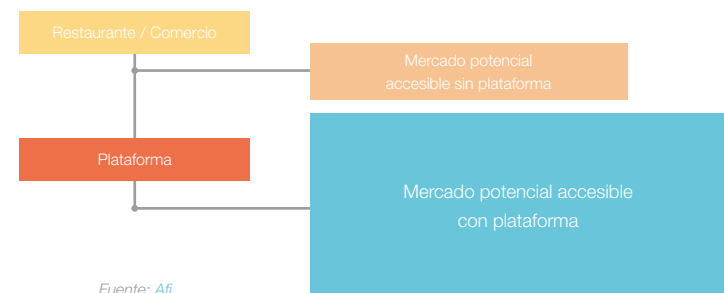 Restaurante / Comercio
Mercado potencial
accesible sin plataforma
Plataforma
Mercado potencial accesible
con plataforma
Fuente: Afi